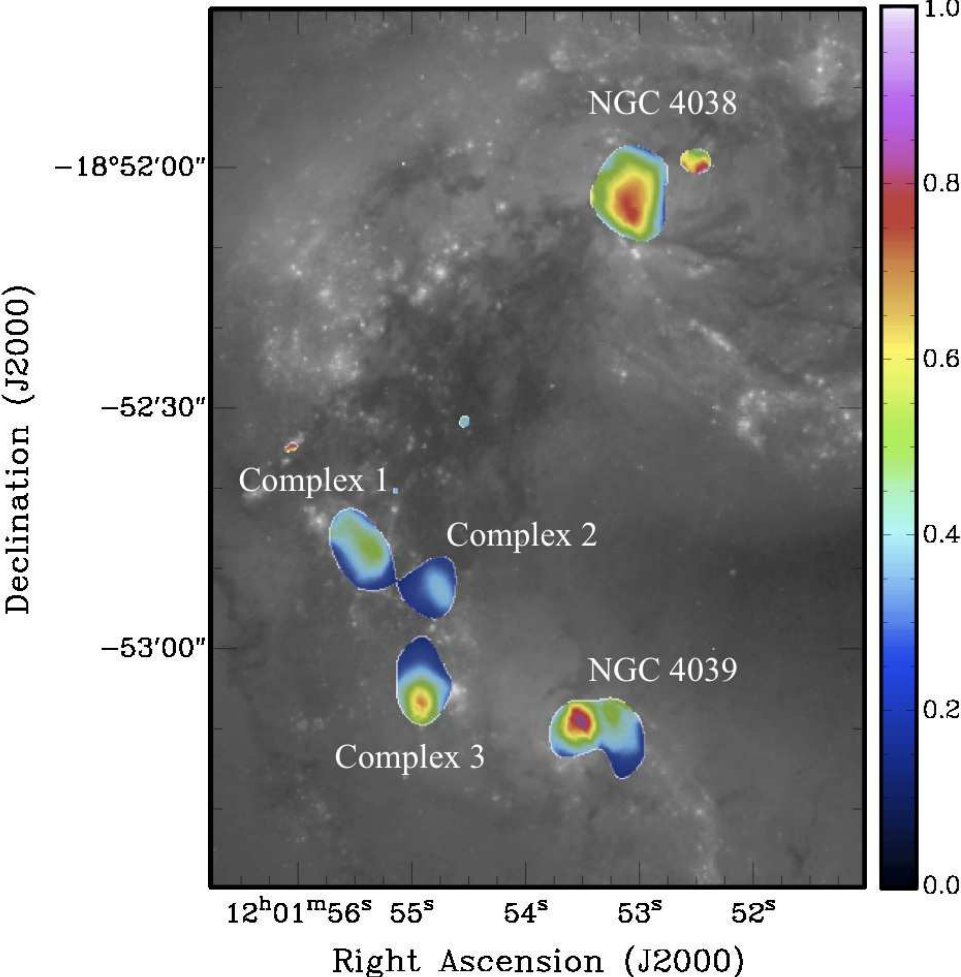 NGC 4038
Complex 1
Complex 2
NGC 4039
Complex 3
−18°52′00″
−52′30″
−53′00″
Declination (J2000)
12ʰ01ᵐ56ˢ 55ˢ 54ˢ 53ˢ 52ˢ
Right Ascension (J2000)
1.0
0.8
0.6
0.4
0.2
0.0